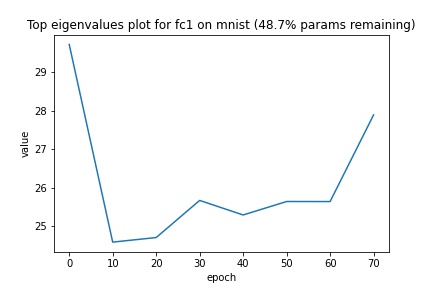 Top eigenvalues plot for fc1 on mnist (48.7% params remaining)
29
28
27
26
25
value
0 10 20 30 40 50 60 70
epoch